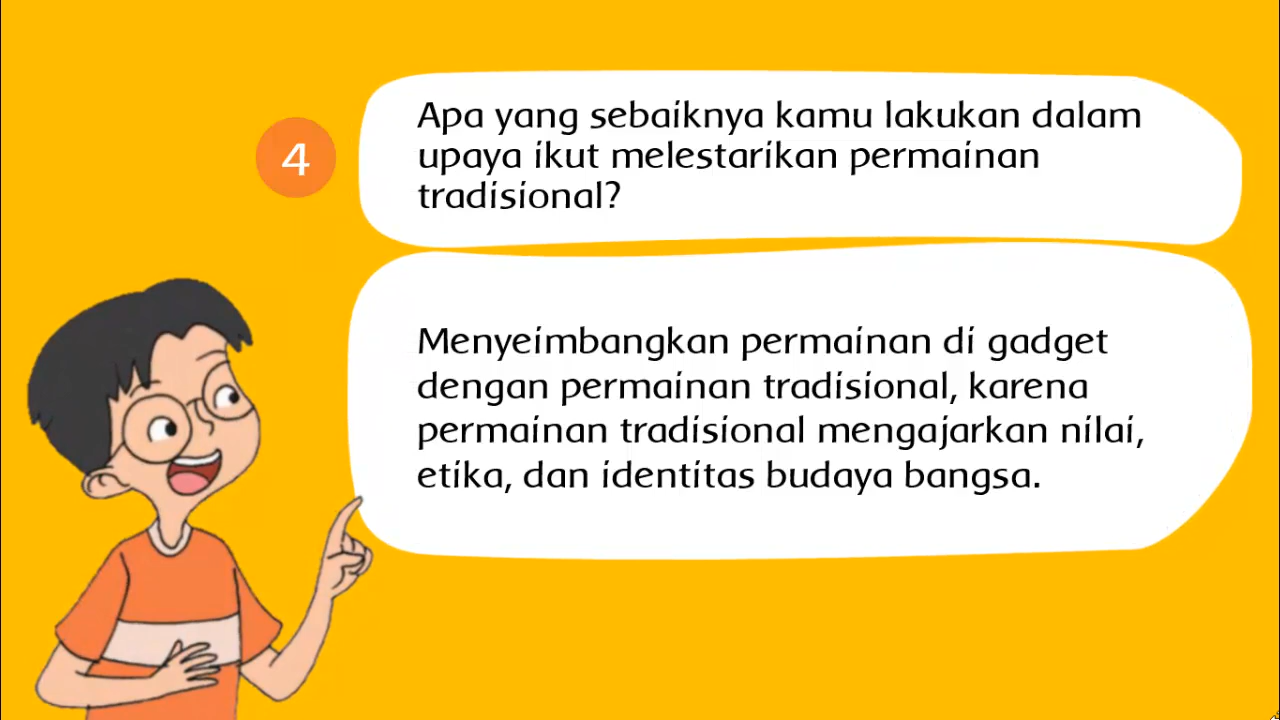 4
Apa yang sebaiknya kamu lakukan dalam
upaya ikut melestarikan permainan
tradisional?
Menyeimbangkan permainan di gadget
dengan permainan tradisional, karena
permainan tradisional mengajarkan nilai,
etika, dan identitas budaya bangsa.